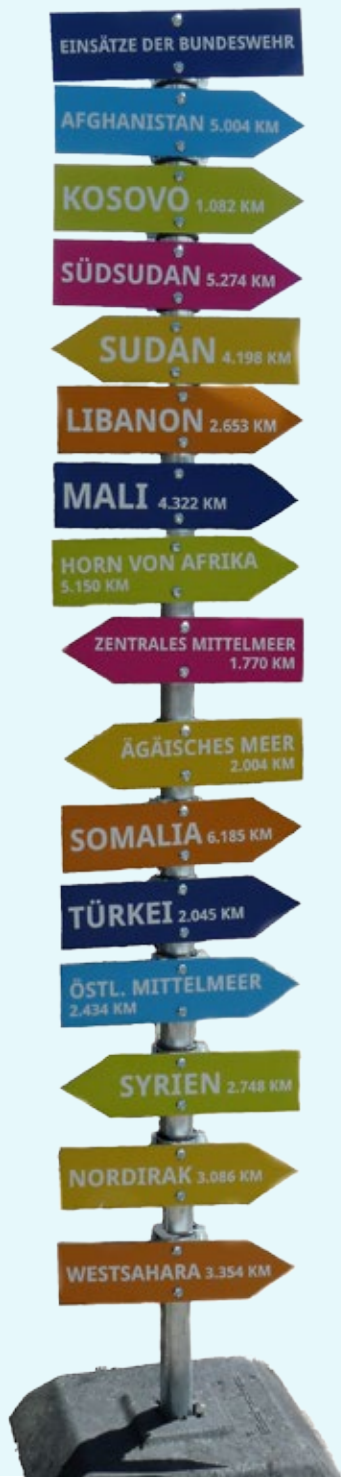 EINSÄTZE DER BUNDESWEHR
AFGHANISTAN 5.004 KM
KOSOVO 1.082 KM
SÜDSUDAN 5.274 KM
SUDAN 4.198 KM
LIBANON 2.653 KM
MALI 4.322 KM
HORN VON AFRIKA
5.150 KM
ZENTRALES MITTELMEER
1.770 KM
ÄGÄISCHES MEER
2.004 KM
SOMALIA 6.185 KM
TÜRKEI 2.045 KM
ÖSTL. MITTELMEER
2.434 KM
SYRIEN 2.748 KM
NORDIRAK 3.086 KM
WESTSAHARA 3.354 KM